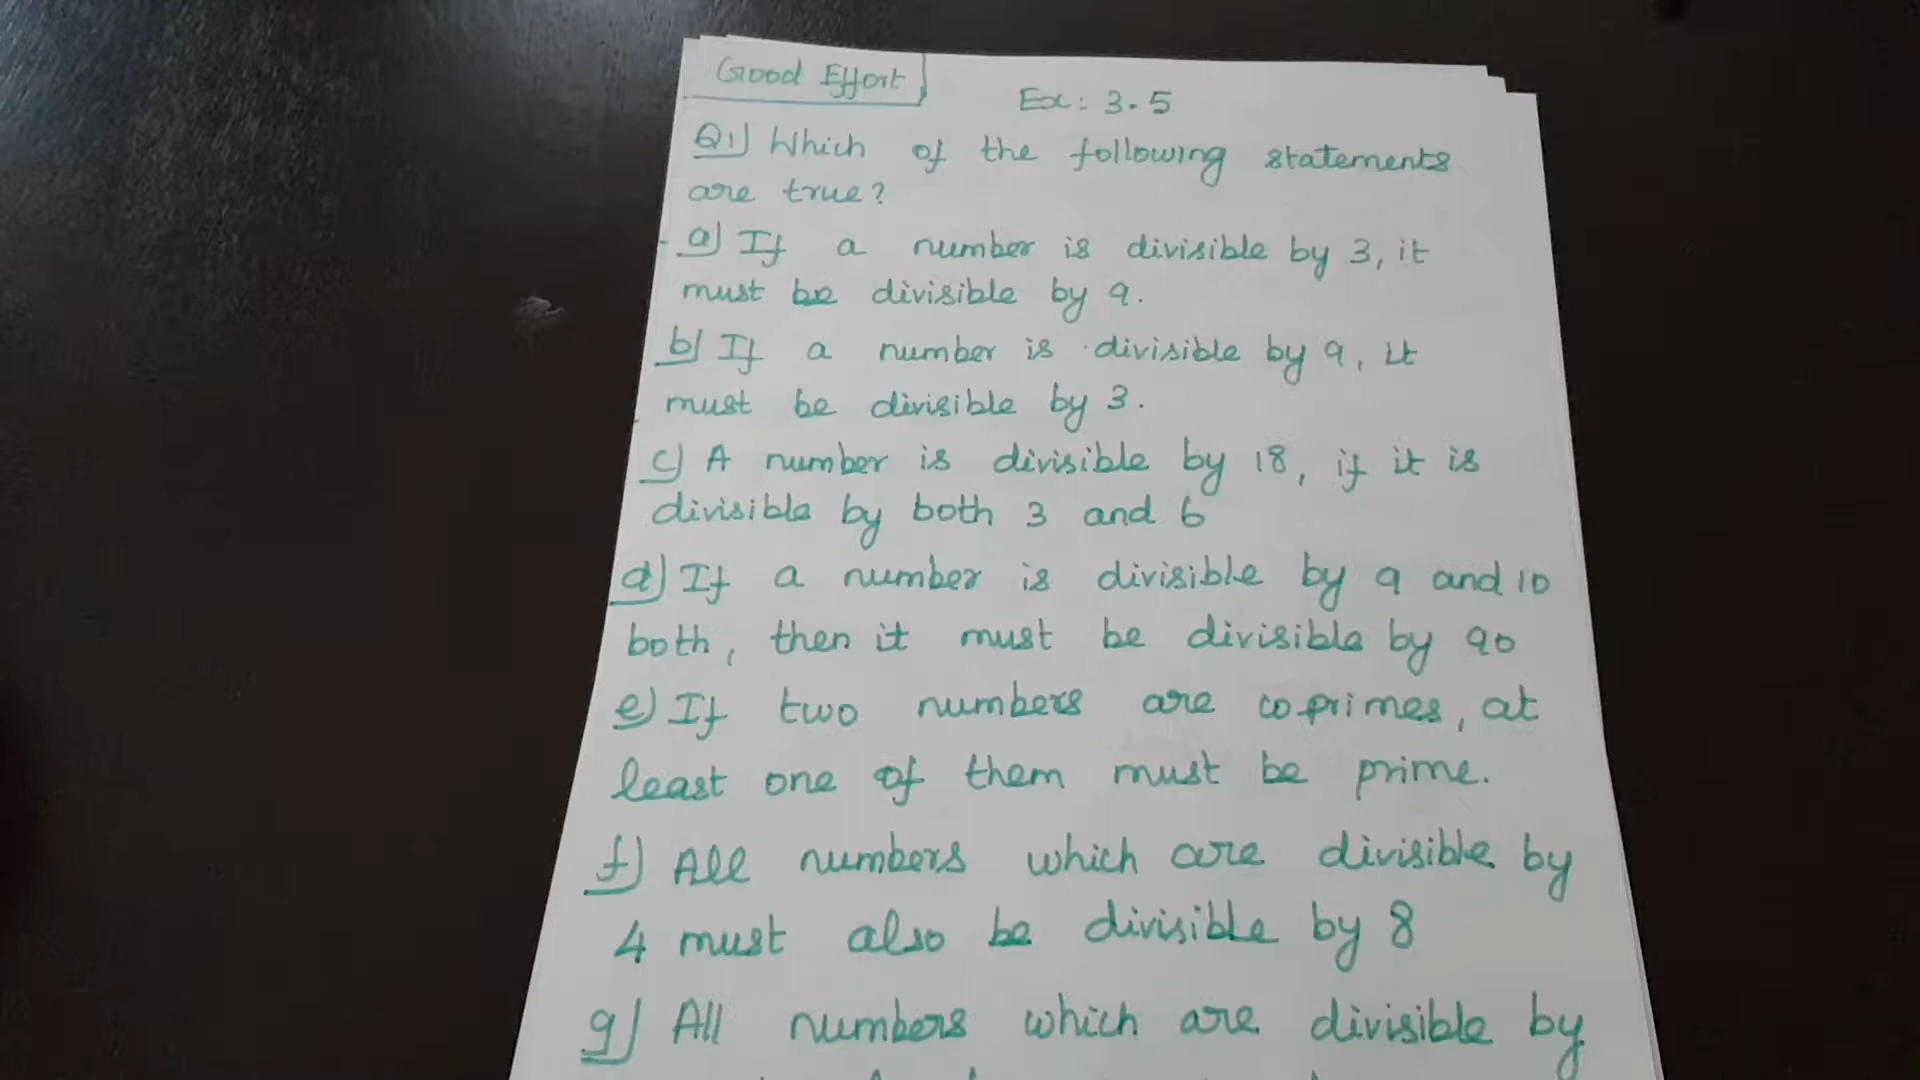 Good Effort
Ex: 3.5
Q1) Which of the following statements
are true?
a) If a number is divisible by 3, it
must be divisible by 9.
b) If a number is divisible by 9, it
must be divisible by 3.
c) A number is divisible by 18, if it is
divisible by both 3 and 6
d) If a number is divisible by 9 and 10
both, then it must be divisible by 90
e) If two numbers are coprimes, at
least one of them must be prime.
f) All numbers which are divisible by
4 must also be divisible by 8
g) All numbers which are divisible by